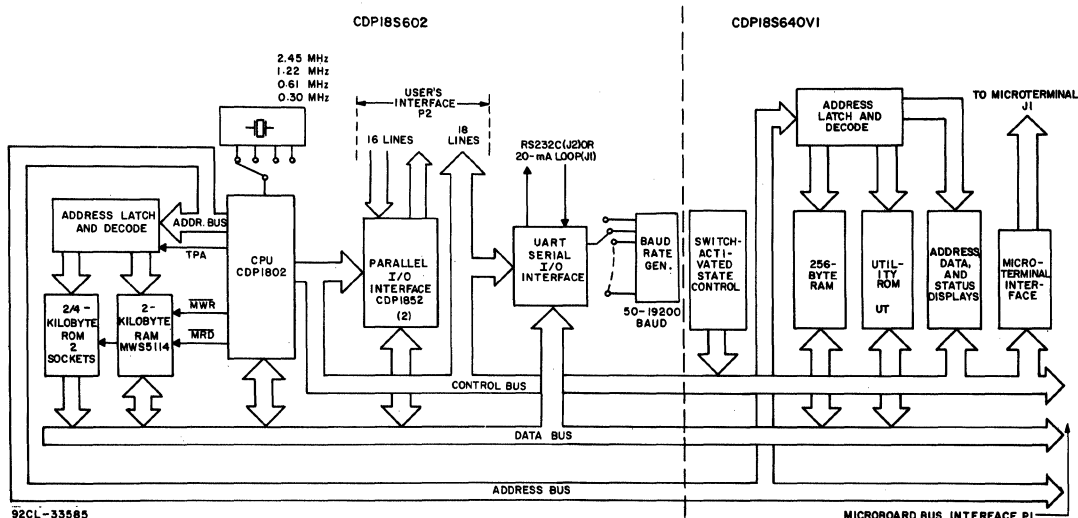 CDP18S602
CDP18S640V1
2.45 MHz
1.22 MHz
0.61 MHz
0.30 MHz
USER'S
INTERFACE
P2
16 LINES
18
LINES
RS232C(J2)OR
20-mA LOOP(J1)
TO MICROTERMINAL
J1
ADDRESS
LATCH AND
DECODE
ADDRESS LATCH
AND DECODE
ADDR. BUS
TPA
CPU
CDP1802
PARALLEL
I/O
INTERFACE
CDP1852
(2)
UART
SERIAL
I/O
INTERFACE
BAUD
RATE
GEN.
50-19200
BAUD
SWITCH-
ACTI-
VATED
STATE
CONTROL
256-
BYTE
RAM
UTIL-
ITY
ROM
UT
ADDRESS
DATA,
AND
STATUS
DISPLAYS
MICRO-
TERMINAL
INTER-
FACE
2/4-
KILOBYTE
ROM
2
SOCKETS
2-
KILOBYTE
RAM
MWS5114
MWR
MRD
CONTROL BUS
DATA BUS
ADDRESS BUS
92CL-33585
MICROBOARD BUS INTERFACE P1